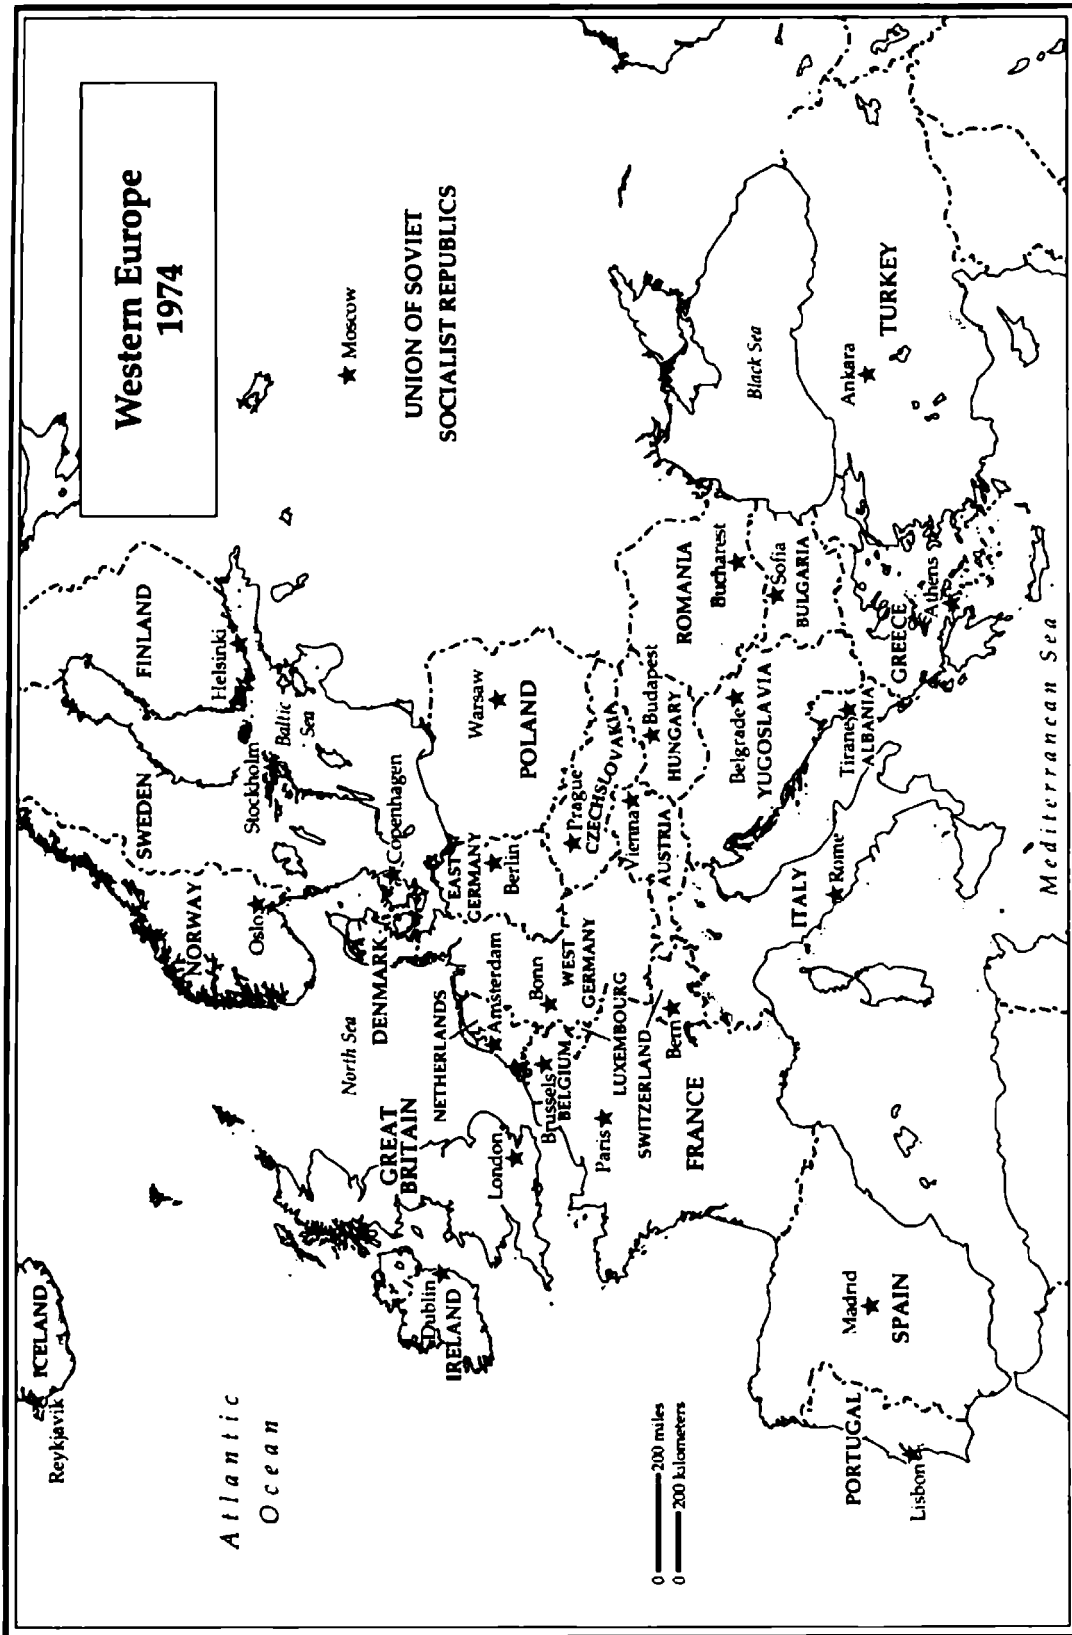 Western Europe
1974
ICELAND
Reykjavik
Atlantic
Ocean
NORWAY
Oslo
SWEDEN
Stockholm
FINLAND
Helsinki
Baltic
Sea
Moscow
UNION OF SOVIET
SOCIALIST REPUBLICS
North Sea
DENMARK
Copenhagen
GREAT
BRITAIN
London
Dublin
IRELAND
NETHERLANDS
Amsterdam
EAST
GERMANY
Berlin
Warsaw
POLAND
Brussels
BELGIUM
Bonn
WEST
GERMANY
LUXEMBOURG
Prague
CZECHSLOVAKIA
Paris
SWITZERLAND
Bern
FRANCE
Vienna
AUSTRIA
Budapest
HUNGARY
ROMANIA
Bucharest
Belgrade
YUGOSLAVIA
Sofia
BULGARIA
Black Sea
0 200 miles
0 200 kilometers
PORTUGAL
Lisbon
Madrid
SPAIN
ITALY
Rome
Tirane
ALBANIA
GREECE
Athens
Ankara
TURKEY
Mediterranean Sea